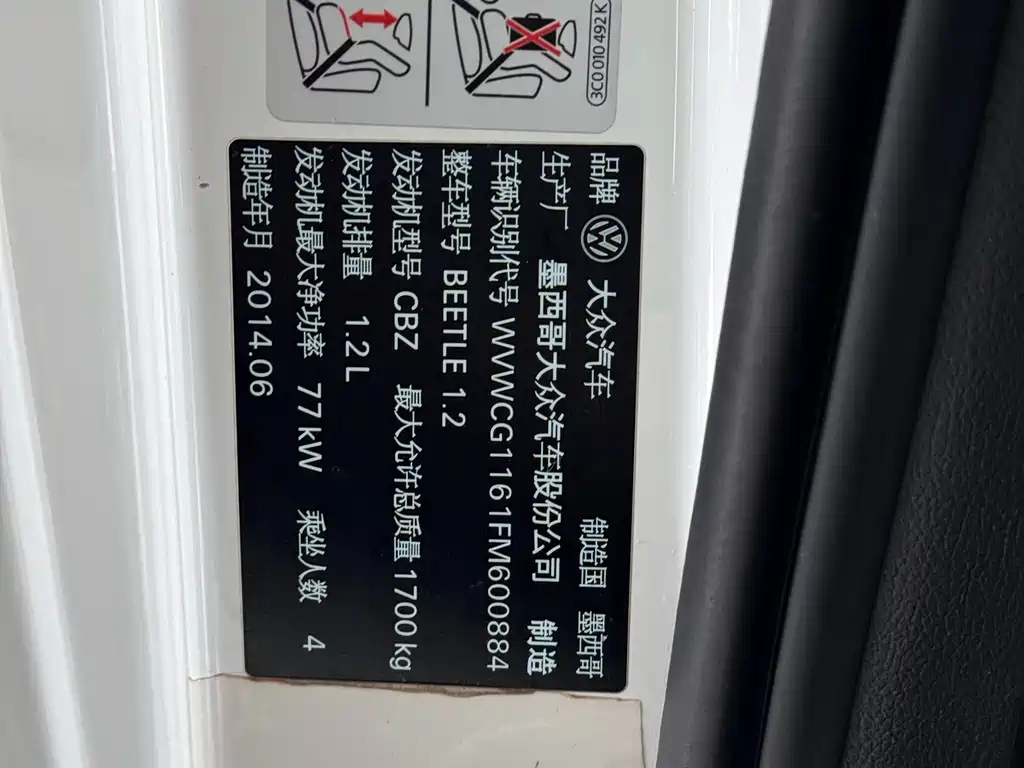 3C0 010 492 K
品牌 大众汽车 制造国 墨西哥
生产厂 墨西哥大众汽车股份公司 制造
车辆识别代号 WVWCG1161FM600884
整车型号 BEETLE 1.2
发动机型号 CBZ 最大允许总质量 1700kg
发动机排量 1.2L
发动机最大净功率 77kW 乘坐人数 4
制造年月 2014.06